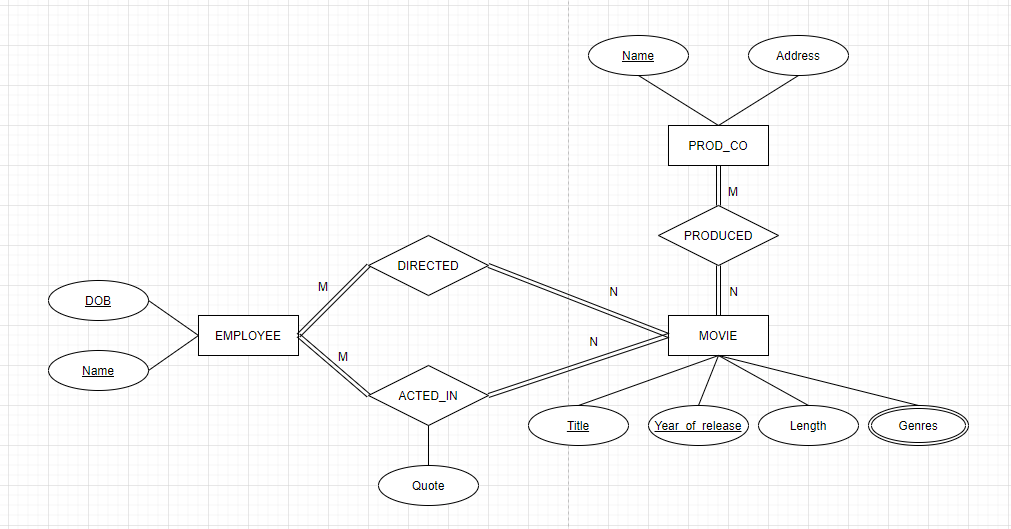 Name
Address
PROD_CO
M
PRODUCED
DIRECTED
M
N
N
DOB
EMPLOYEE
MOVIE
N
M
Name
ACTED_IN
Title
Year_of_release
Length
Genres
Quote